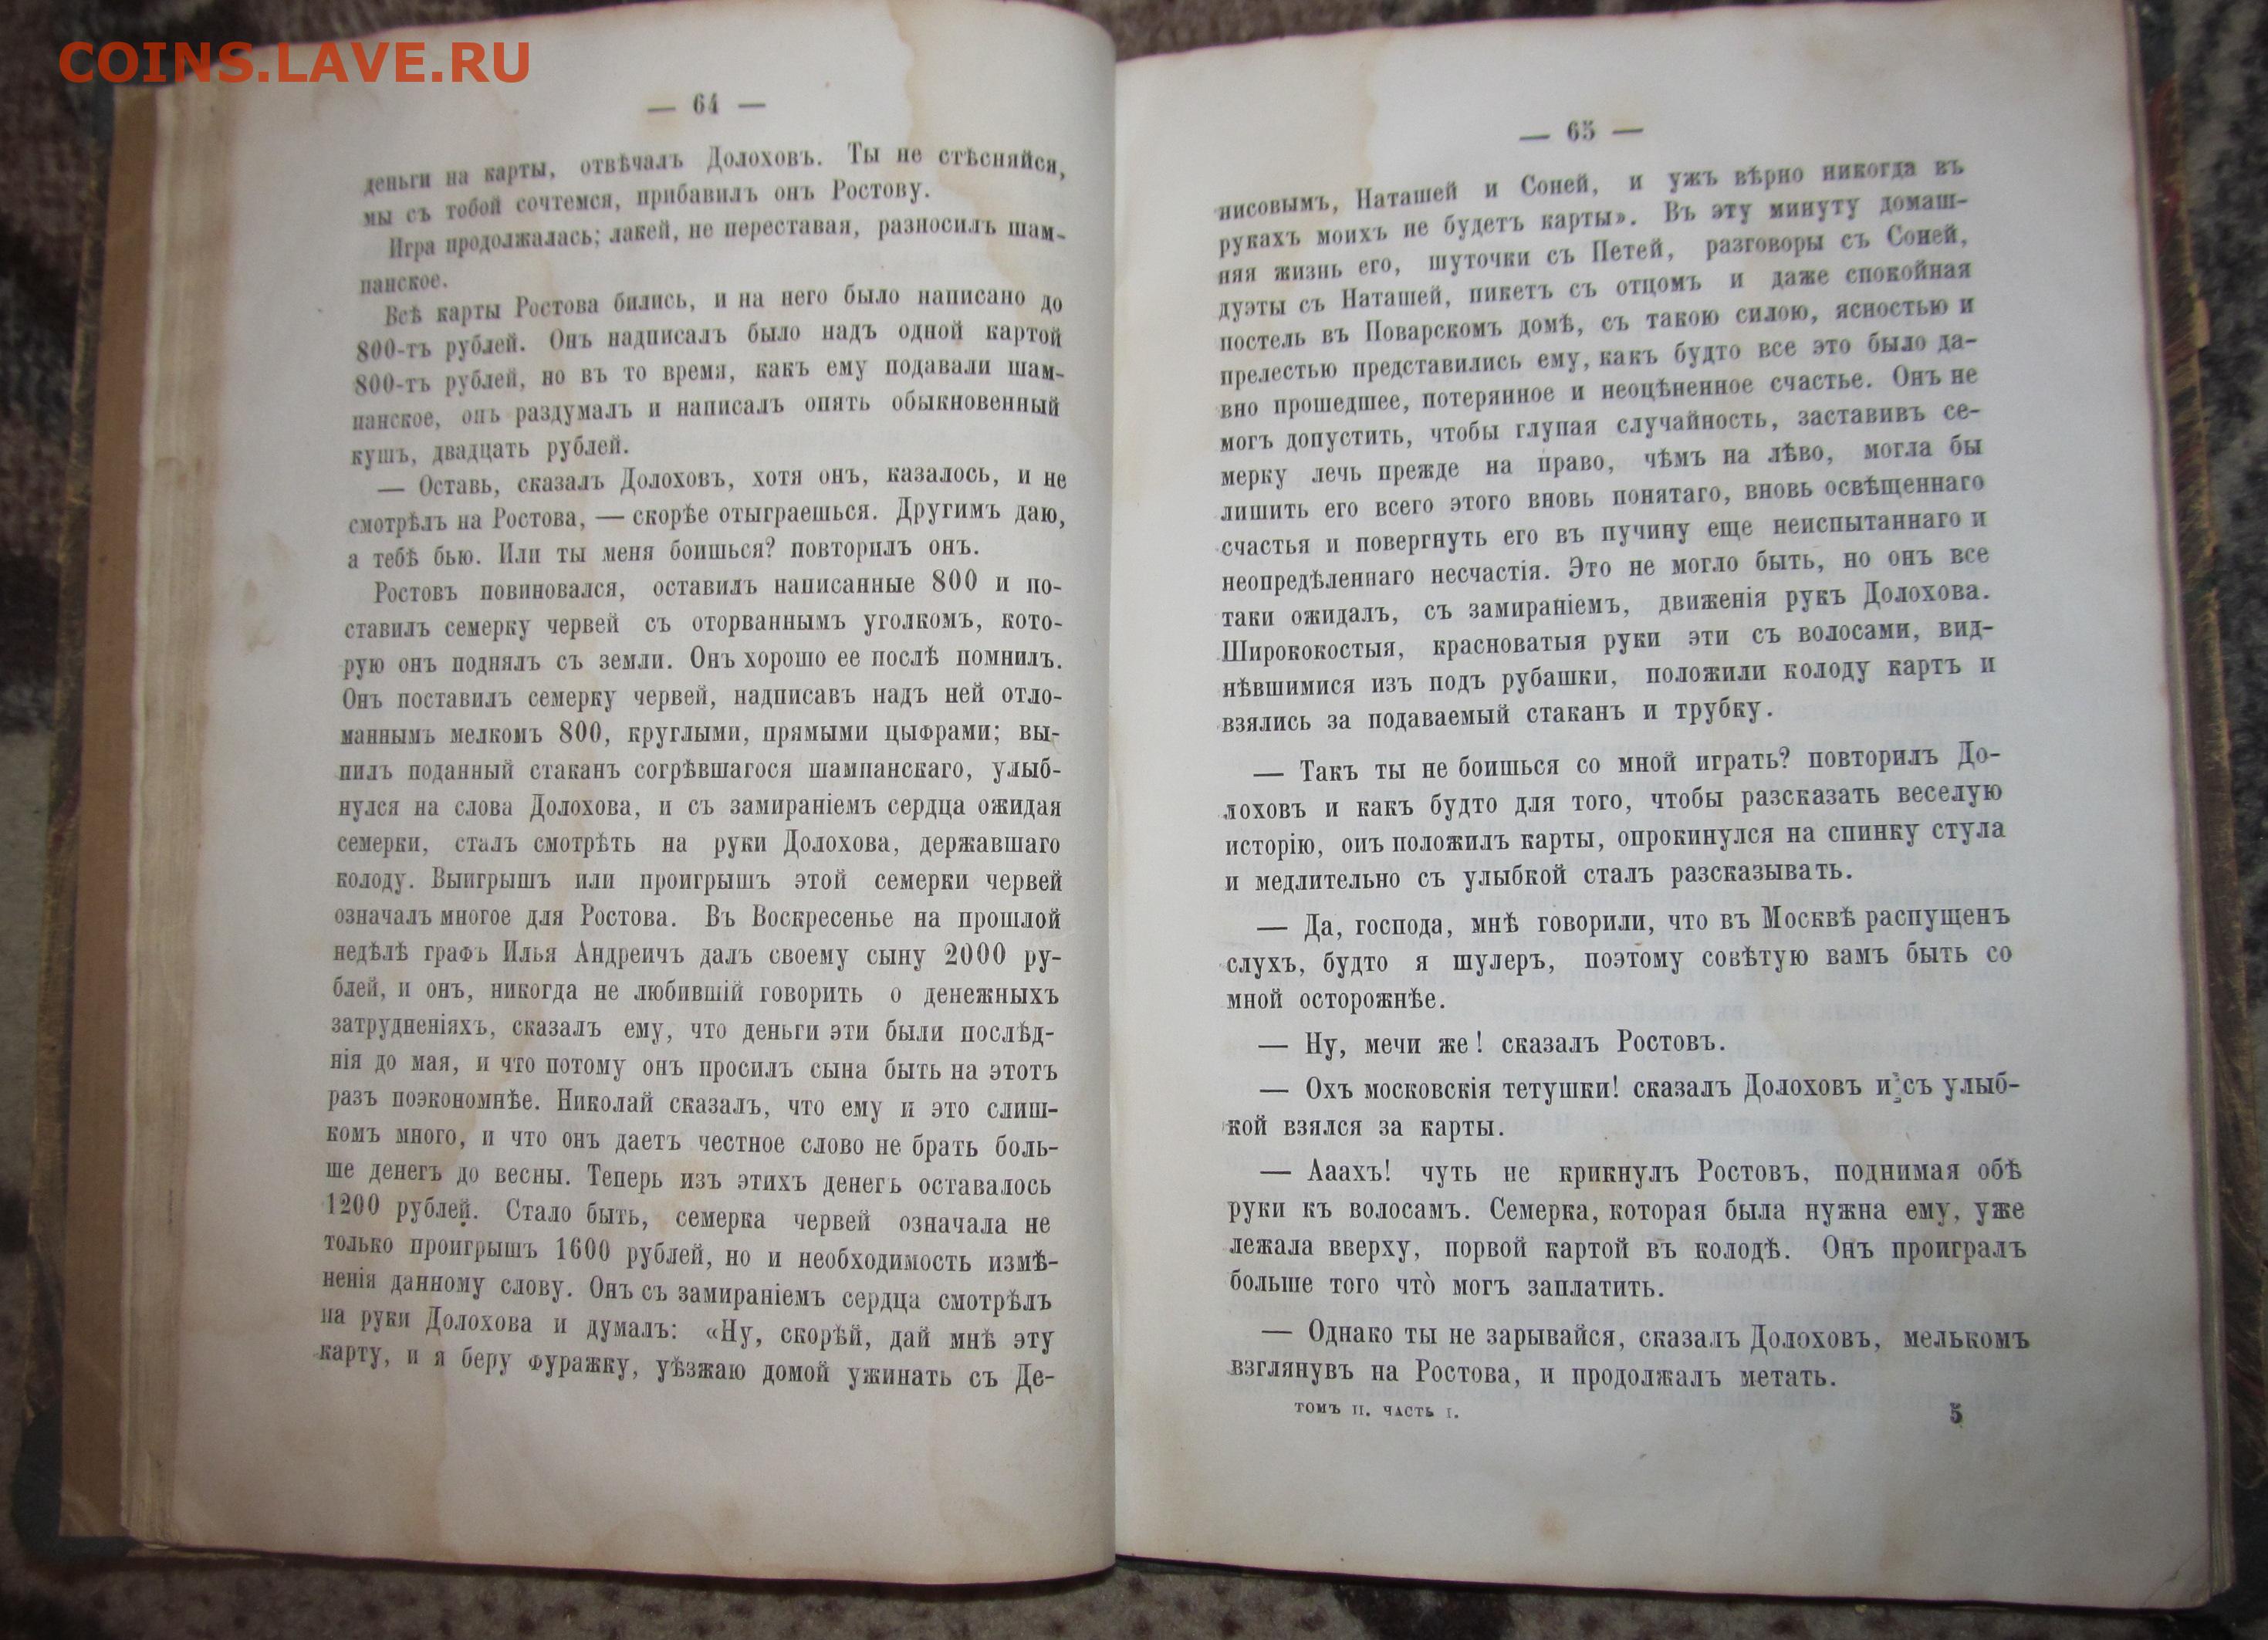 COINS.LAVE.RU
— 64 —
деньги на карты, отвѣчалъ Долоховъ. Ты не стѣсняйся,
мы съ тобой сочтемся, прибавилъ онъ Ростову.
Игра продолжалась; лакей, не переставая, разносилъ шам-
панское.
Всѣ карты Ростова бились, и на него было написано до
800-тъ рублей. Онъ надписалъ было надъ одной картой
800-тъ рублей, но въ то время, какъ ему подавали шам-
панское, онъ раздумалъ и написалъ опять обыкновенный
кушъ, двадцать рублей.
— Оставь, сказалъ Долоховъ, хотя онъ, казалось, и не
смотрѣлъ на Ростова, — скорѣе отыграешься. Другимъ даю,
а тебѣ бью. Или ты меня боишься? повторилъ онъ.
Ростовъ повиновался, оставилъ написанные 800 и по-
ставилъ семерку червей съ оторваннымъ уголкомъ, кото-
рую онъ поднялъ съ земли. Онъ хорошо ее послѣ помнилъ.
Онъ поставилъ семерку червей, надписавъ надъ ней отло-
маннымъ мелкомъ 800, круглыми, прямыми цыфрами; вы-
пилъ поданный стаканъ согрѣвшагося шампанскаго, улыб-
нулся на слова Долохова, и съ замираніемъ сердца ожидая
семерки, сталъ смотрѣть на руки Долохова, державшаго
колоду. Выигрышъ или проигрышъ этой семерки червей
означалъ многое для Ростова. Въ Воскресенье на прошлой
недѣлѣ графъ Илья Андреичъ далъ своему сыну 2000 ру-
блей, и онъ, никогда не любившій говорить о денежныхъ
затрудненіяхъ, сказалъ ему, что деньги эти были послѣд-
нія до мая, и что потому онъ просилъ сына быть на этотъ
разъ поэкономнѣе. Николай сказалъ, что ему и это слиш-
комъ много, и что онъ даетъ честное слово не брать боль-
ше денегъ до весны. Теперь изъ этихъ денегъ оставалось
1200 рублей. Стало быть, семерка червей означала не
только проигрышъ 1600 рублей, но и необходимость измѣ-
ненія данному слову. Онъ съ замираніемъ сердца смотрѣлъ
на руки Долохова и думалъ: «Ну, скорѣй, дай мнѣ эту
карту, и я беру фуражку, уѣзжаю домой ужинать съ Де-
— 65 —
нисовымъ, Наташей и Соней, и ужъ вѣрно никогда въ
рукахъ моихъ не будетъ карты». Въ эту минуту домаш-
няя жизнь его, шуточки съ Петей, разговоры съ Соней,
дуэты съ Наташей, пикетъ съ отцомъ и даже спокойная
постель въ Поварскомъ домѣ, съ такою силою, ясностью и
прелестью представились ему, какъ будто все это было да-
вно прошедшее, потерянное и неоцѣненное счастье. Онъ не
могъ допустить, чтобы глупая случайность, заставивъ се-
мерку лечь прежде на право, чѣмъ на лѣво, могла бы
лишить его всего этого вновь понятаго, вновь освѣщеннаго
счастья и повергнуть его въ пучину еще неиспытаннаго и
неопредѣленнаго несчастія. Это не могло быть, но онъ все
таки ожидалъ, съ замираніемъ, движенія рукъ Долохова.
Ширококостыя, красноватыя руки эти съ волосами, вид-
нѣвшимися изъ подъ рубашки, положили колоду картъ и
взялись за подаваемый стаканъ и трубку.
— Такъ ты не боишься со мной играть? повторилъ До-
лоховъ и какъ будто для того, чтобы разсказать веселую
исторію, онъ положилъ карты, опрокинулся на спинку стула
и медлительно съ улыбкой сталъ разсказывать.
— Да, господа, мнѣ говорили, что въ Москвѣ распущенъ
слухъ, будто я шулеръ, поэтому совѣтую вамъ быть со
мной осторожнѣе.
— Ну, мечи же! сказалъ Ростовъ.
— Охъ московскія тетушки! сказалъ Долоховъ и съ улыб-
кой взялся за карты.
— Ааахъ! чуть не крикнулъ Ростовъ, поднимая обѣ
руки къ волосамъ. Семерка, которая была нужна ему, уже
лежала вверху, порвой картой въ колодѣ. Онъ проигралъ
больше того что̀ могъ заплатить.
— Однако ты не зарывайся, сказалъ Долоховъ, мелькомъ
взглянувъ на Ростова, и продолжалъ метать.
ТОМЪ II. ЧАСТЬ I.
5